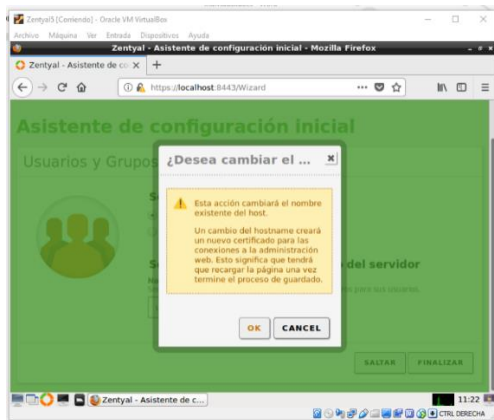 Zentyal5 [Corriendo] - Oracle VM VirtualBox
Archivo Máquina Ver Entrada Dispositivos Ayuda
Zentyal - Asistente de configuración inicial - Mozilla Firefox
Zentyal - Asistente de co
https://localhost:8443/Wizard
Asistente de configuración inicial
Usuarios y Grupos
¿Desea cambiar el ...
Esta acción cambiará el nombre
existente del host.
Un cambio del hostname creará
un nuevo certificado para las
conexiones a la administración
web. Esto significa que tendrá
que recargar la página una vez
termine el proceso de guardado.
del servidor
para sus usuarios.
OK CANCEL
SALTAR FINALIZAR
Zentyal - Asistente de c...
11:22
CTRL DERECHA